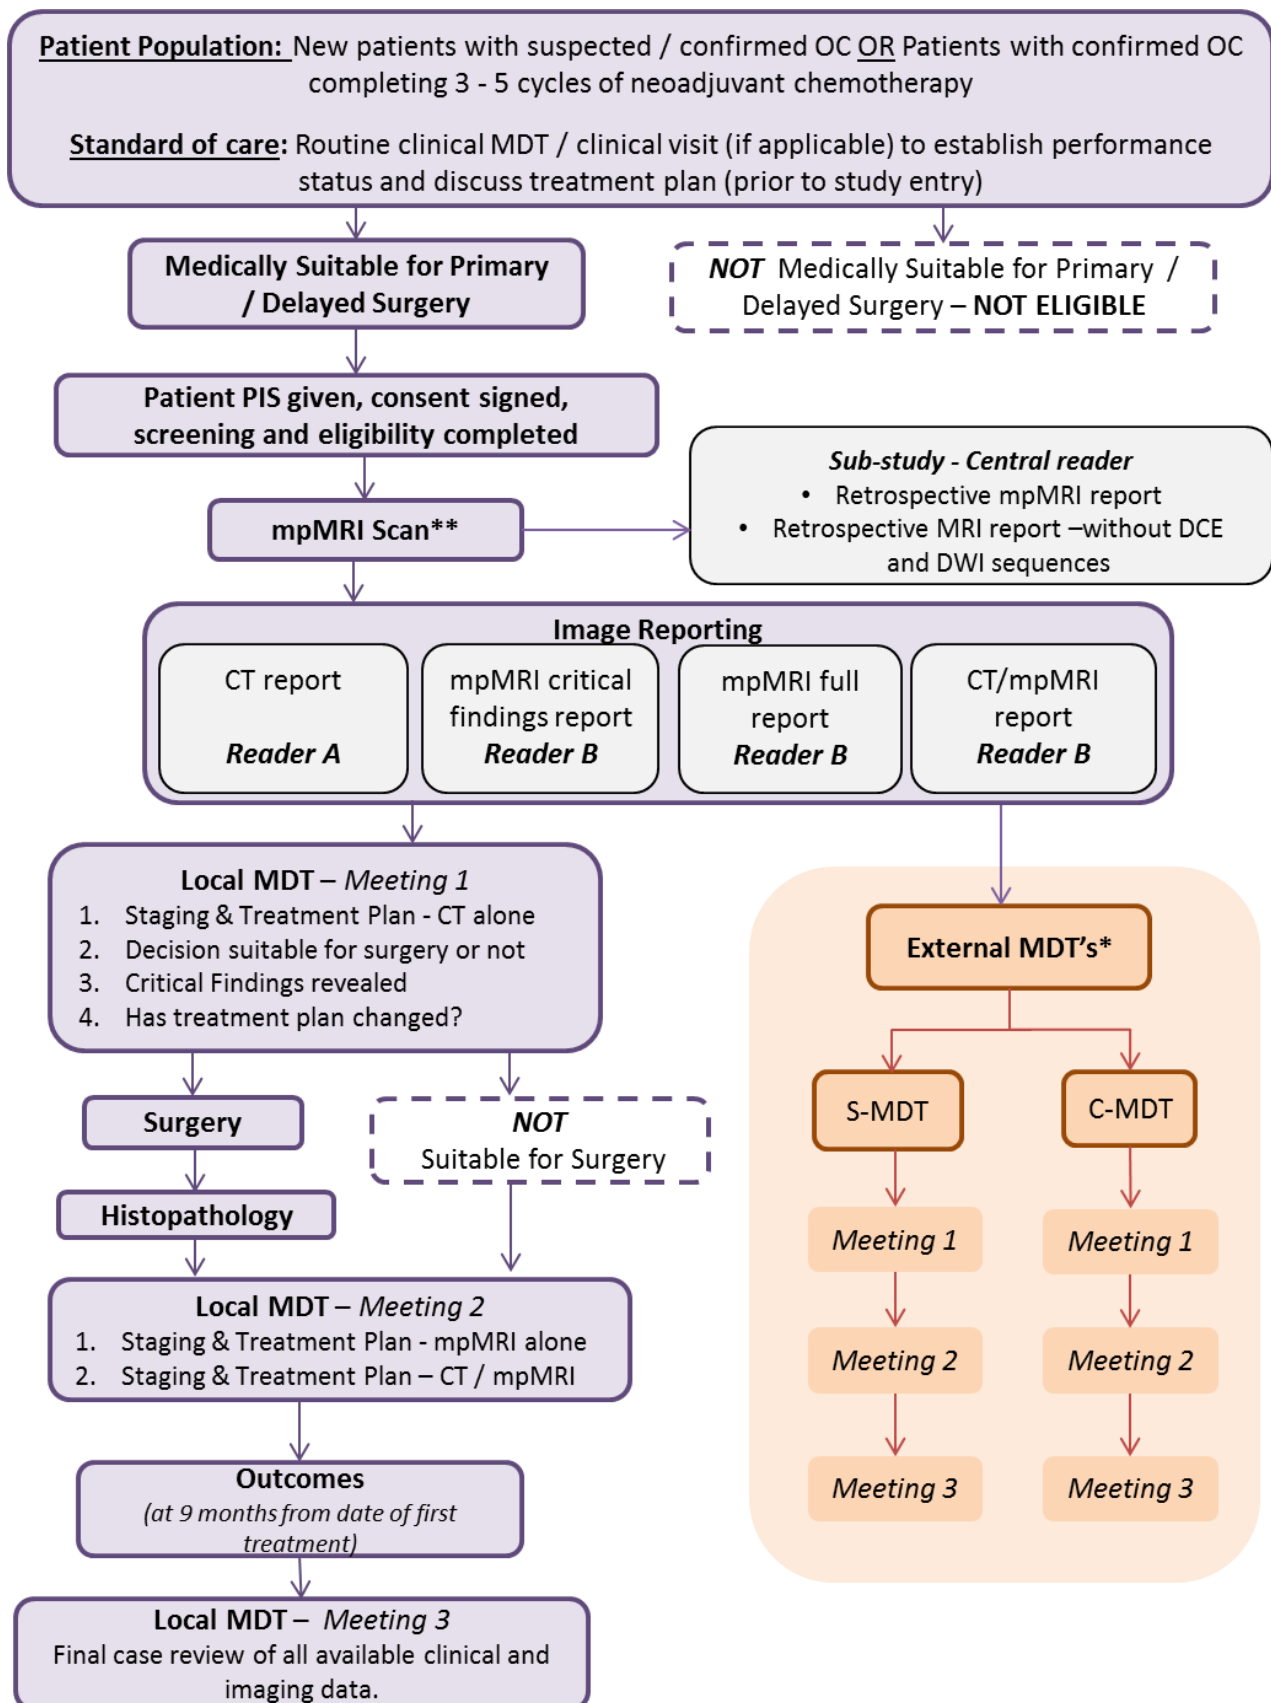 Patient Population: New patients with suspected / confirmed OC OR Patients with confirmed OC
completing 3 - 5 cycles of neoadjuvant chemotherapy
Standard of care: Routine clinical MDT / clinical visit (if applicable) to establish performance
status and discuss treatment plan (prior to study entry)
Medically Suitable for Primary
/ Delayed Surgery
NOT Medically Suitable for Primary /
Delayed Surgery – NOT ELIGIBLE
Patient PIS given, consent signed,
screening and eligibility completed
mpMRI Scan**
Sub-study - Central reader
• Retrospective mpMRI report
• Retrospective MRI report –without DCE
and DWI sequences
Image Reporting
CT report
Reader A
mpMRI critical
findings report
Reader B
mpMRI full
report
Reader B
CT/mpMRI
report
Reader B
Local MDT – Meeting 1
1. Staging & Treatment Plan - CT alone
2. Decision suitable for surgery or not
3. Critical Findings revealed
4. Has treatment plan changed?
Surgery
NOT
Suitable for Surgery
Histopathology
Local MDT – Meeting 2
1. Staging & Treatment Plan - mpMRI alone
2. Staging & Treatment Plan – CT / mpMRI
Outcomes
(at 9 months from date of first
treatment)
Local MDT – Meeting 3
Final case review of all available clinical and
imaging data.
External MDT's*
S-MDT
C-MDT
Meeting 1
Meeting 1
Meeting 2
Meeting 2
Meeting 3
Meeting 3